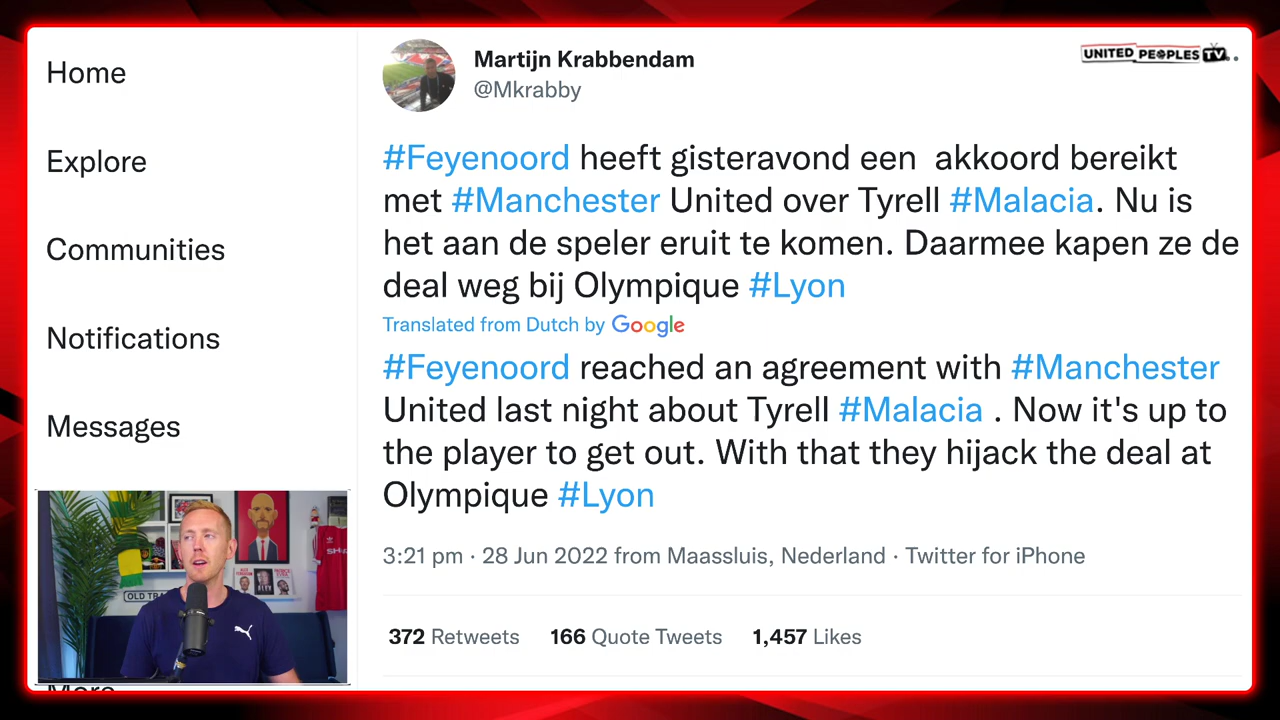 Home
Explore
Communities
Notifications
Messages
Martijn Krabbendam
@Mkrabby
UNITED PEOPLES TV
#Feyenoord heeft gisteravond een akkoord bereikt
met #Manchester United over Tyrell #Malacia. Nu is
het aan de speler eruit te komen. Daarmee kapen ze de
deal weg bij Olympique #Lyon
Translated from Dutch by Google
#Feyenoord reached an agreement with #Manchester
United last night about Tyrell #Malacia . Now it's up to
the player to get out. With that they hijack the deal at
Olympique #Lyon
3:21 pm · 28 Jun 2022 from Maassluis, Nederland · Twitter for iPhone
372 Retweets 166 Quote Tweets 1,457 Likes
OLD TRA